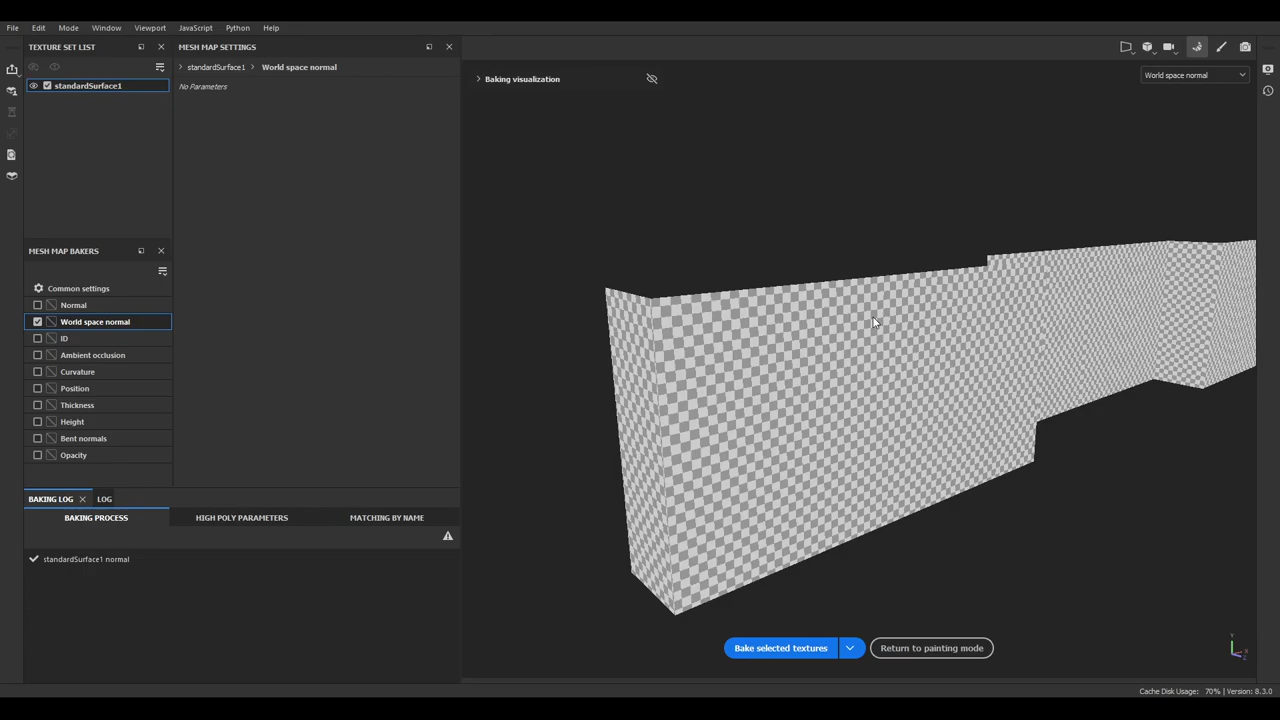 File Edit Mode Window Viewport JavaScript Python Help
TEXTURE SET LIST
standardSurface1
MESH MAP SETTINGS
standardSurface1 > World space normal
No Parameters
Baking visualization
World space normal
MESH MAP BAKERS
Common settings
Normal
World space normal
ID
Ambient occlusion
Curvature
Position
Thickness
Height
Bent normals
Opacity
BAKING LOG LOG
BAKING PROCESS HIGH POLY PARAMETERS MATCHING BY NAME
standardSurface1 normal
Bake selected textures Return to painting mode
Y
X
Z
Cache Disk Usage: 70% | Version: 8.3.0